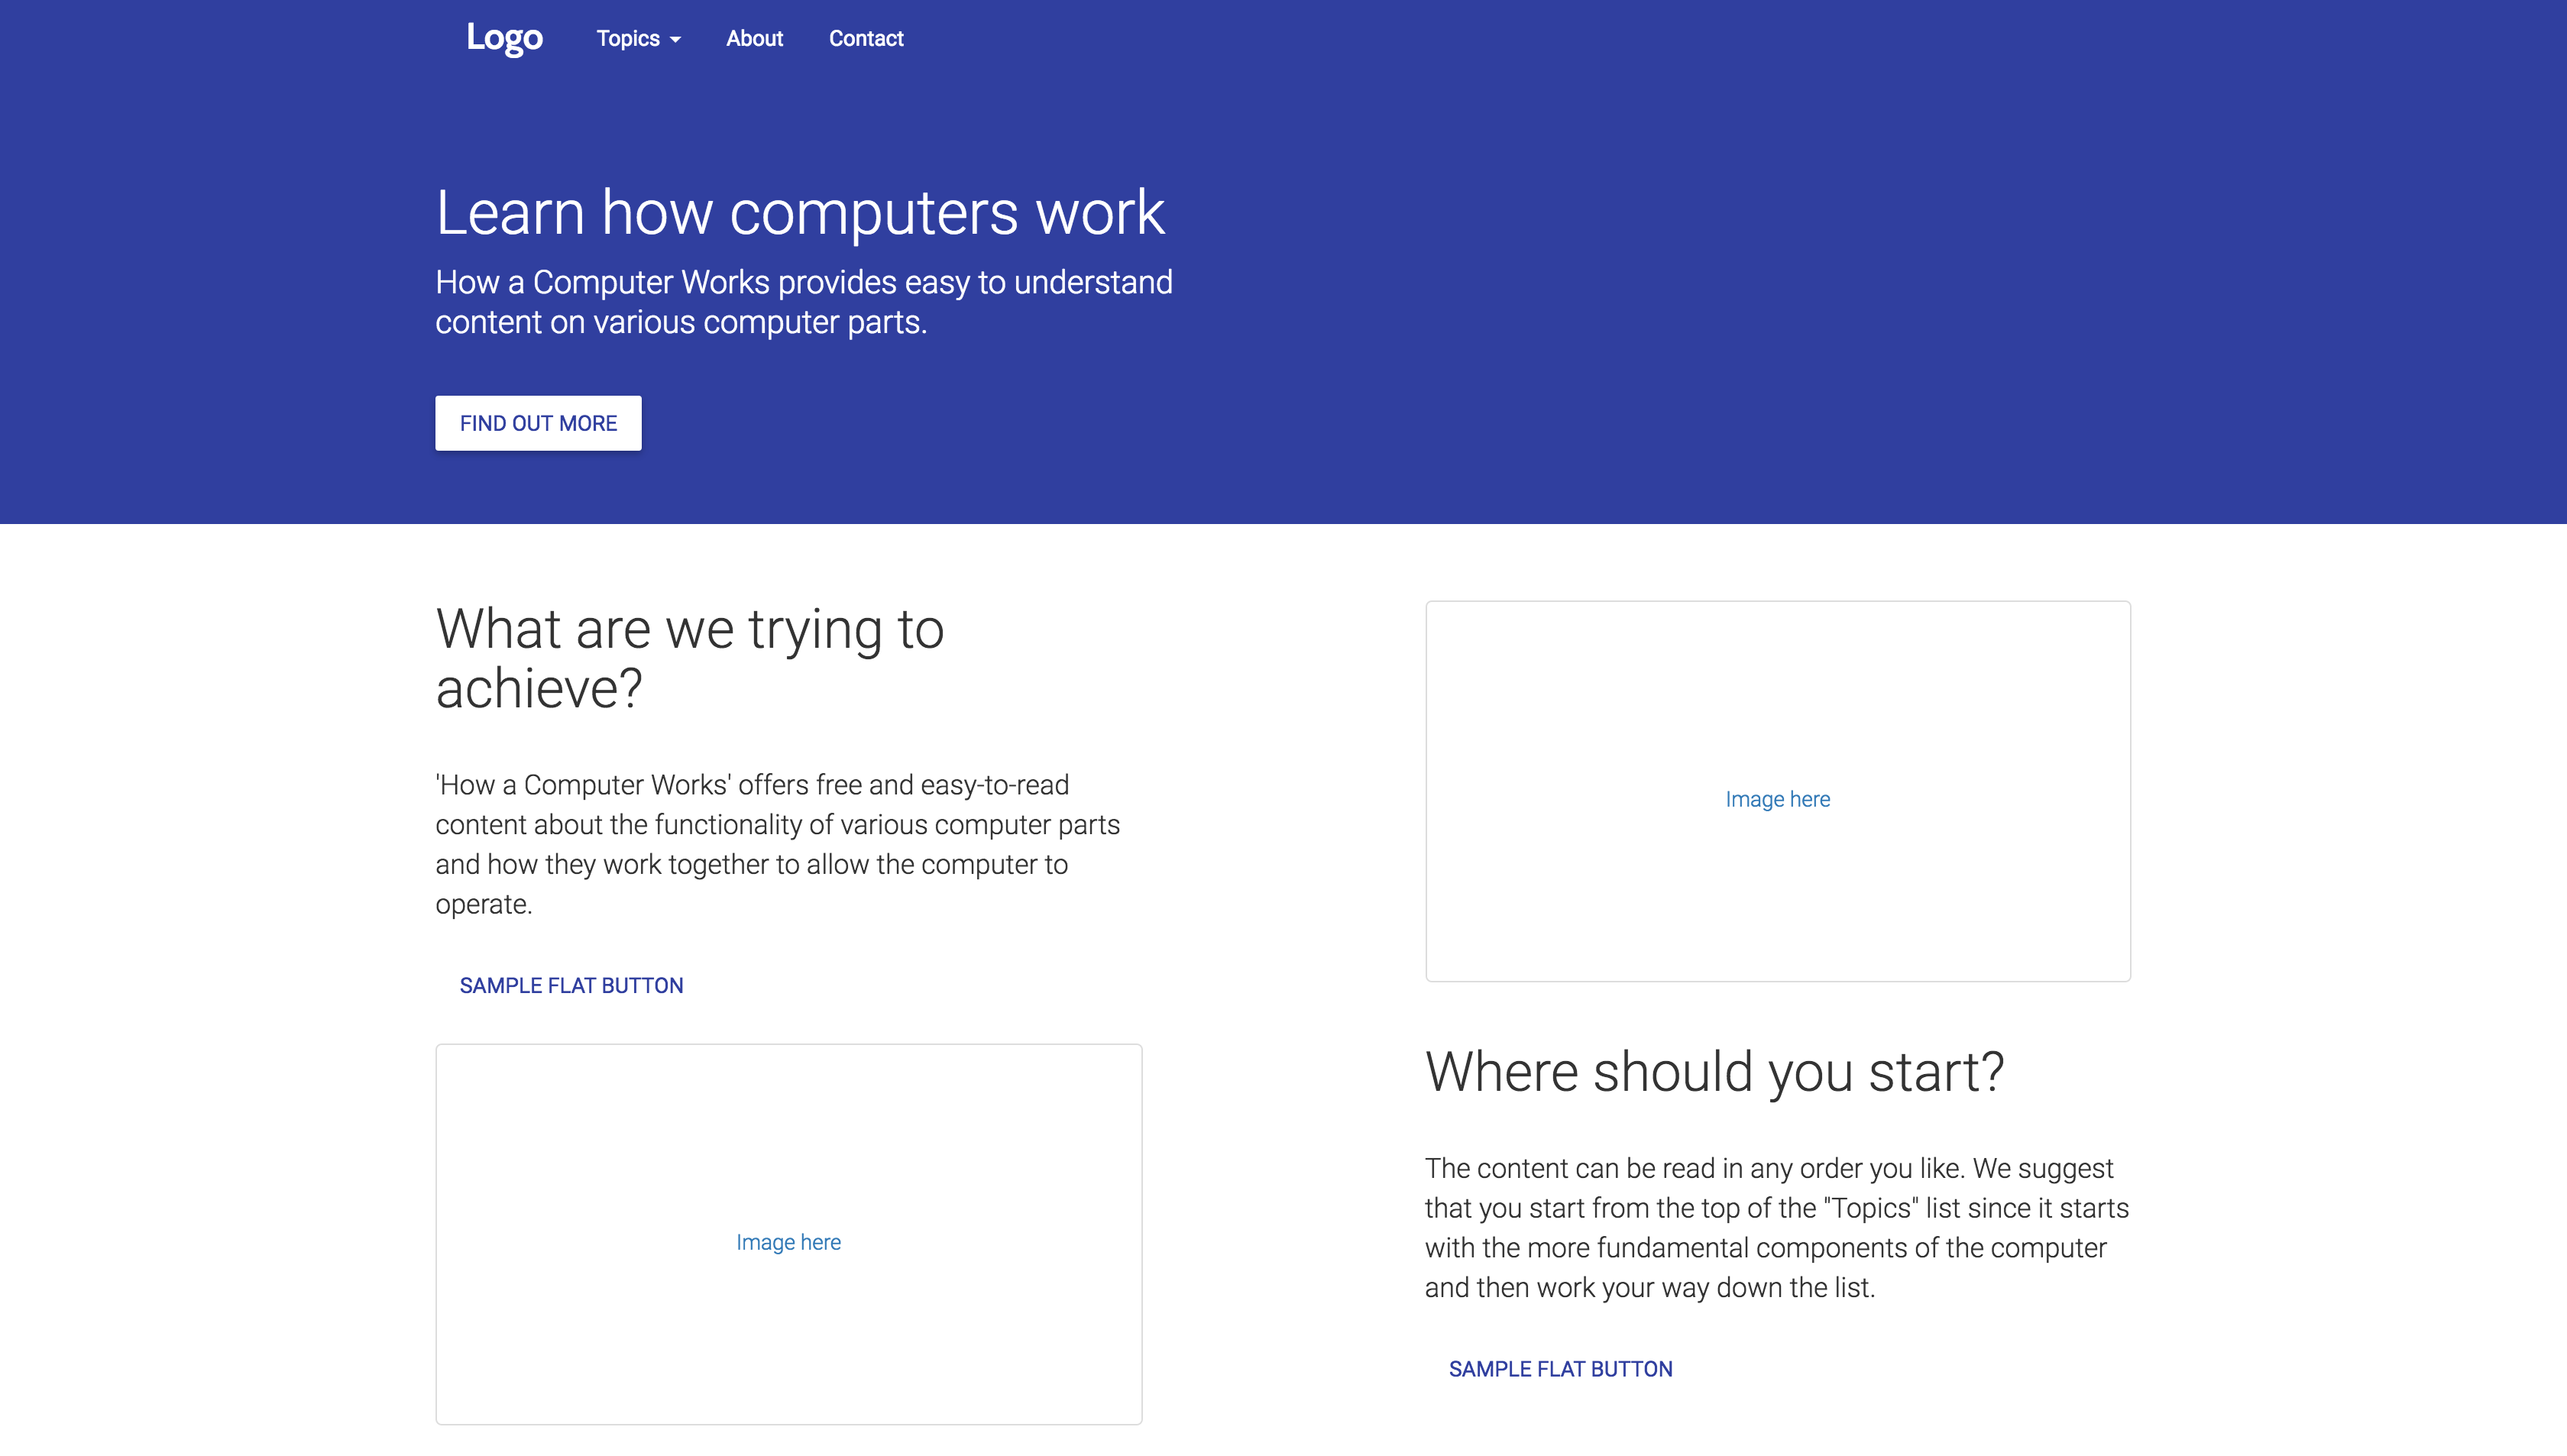 Logo
Topics
About
Contact
Learn how computers work
How a Computer Works provides easy to understand
content on various computer parts.
FIND OUT MORE
What are we trying to
achieve?
'How a Computer Works' offers free and easy-to-read
content about the functionality of various computer parts
and how they work together to allow the computer to
operate.
SAMPLE FLAT BUTTON
Image here
Image here
Where should you start?
The content can be read in any order you like. We suggest
that you start from the top of the "Topics" list since it starts
with the more fundamental components of the computer
and then work your way down the list.
SAMPLE FLAT BUTTON